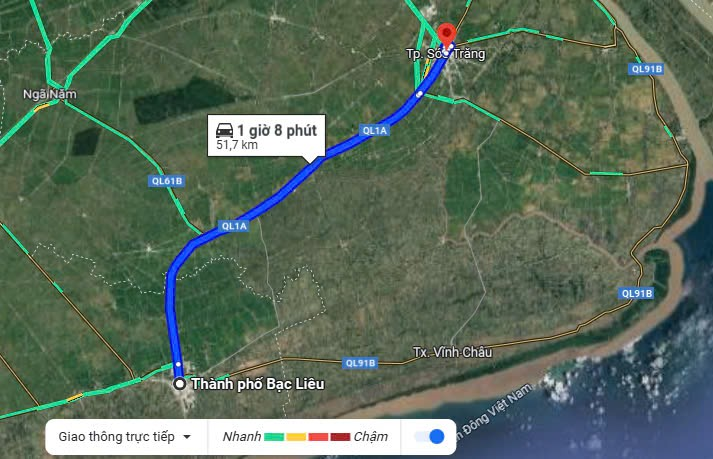 Tp. Sóc Trăng
QL91B
Ngã Năm
1 giờ 8 phút
51,7 km
QL1A
QL61B
QL1A
QL91B
Tx. Vĩnh Châu
QL91B
Thành phố Bạc Liêu
Đông Việt Nam
Giao thông trực tiếp
Nhanh
Chậm